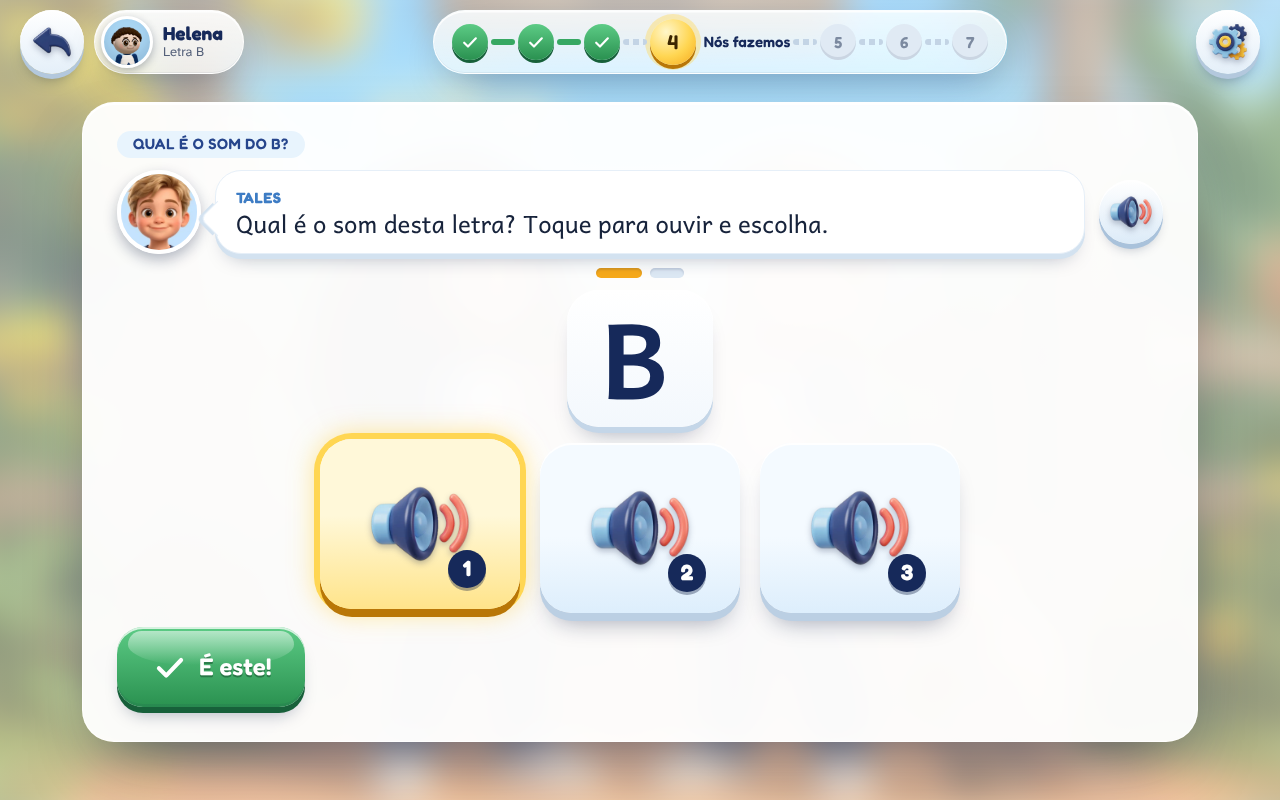 Helena
Letra B
4 Nós fazemos 5 6 7
QUAL É O SOM DO B?
TALES
Qual é o som desta letra? Toque para ouvir e escolha.
B
1 2 3
É este!